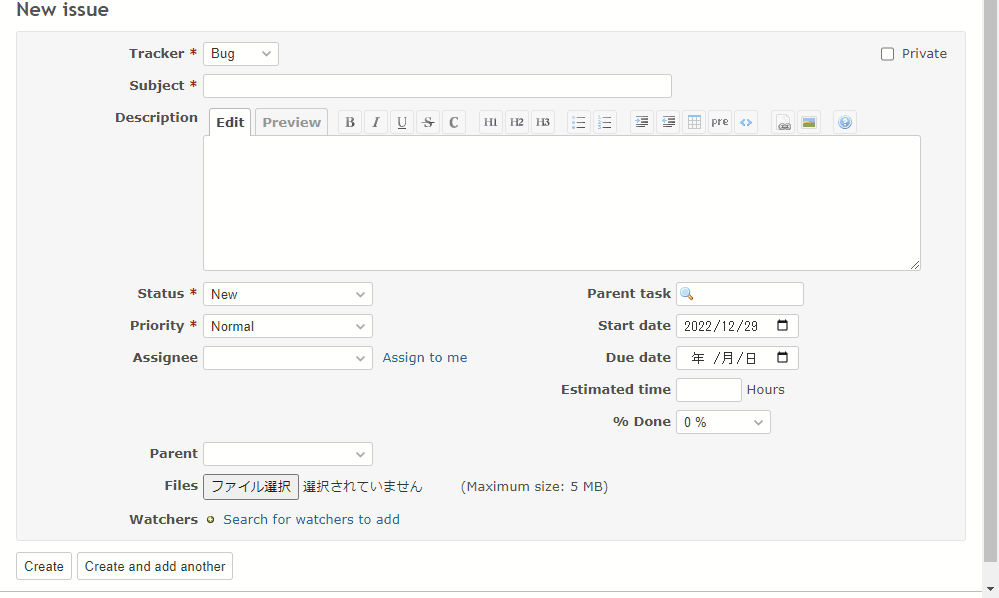 New issue
Tracker * Bug Private
Subject *
Description Edit Preview B I U S C H1 H2 H3 pre <> ?
Status * New Parent task
Priority * Normal Start date 2022/12/29
Assignee Assign to me Due date 年 /月/日
Estimated time Hours
% Done 0 %
Parent
Files ファイル選択 選択されていません (Maximum size: 5 MB)
Watchers Search for watchers to add
Create Create and add another